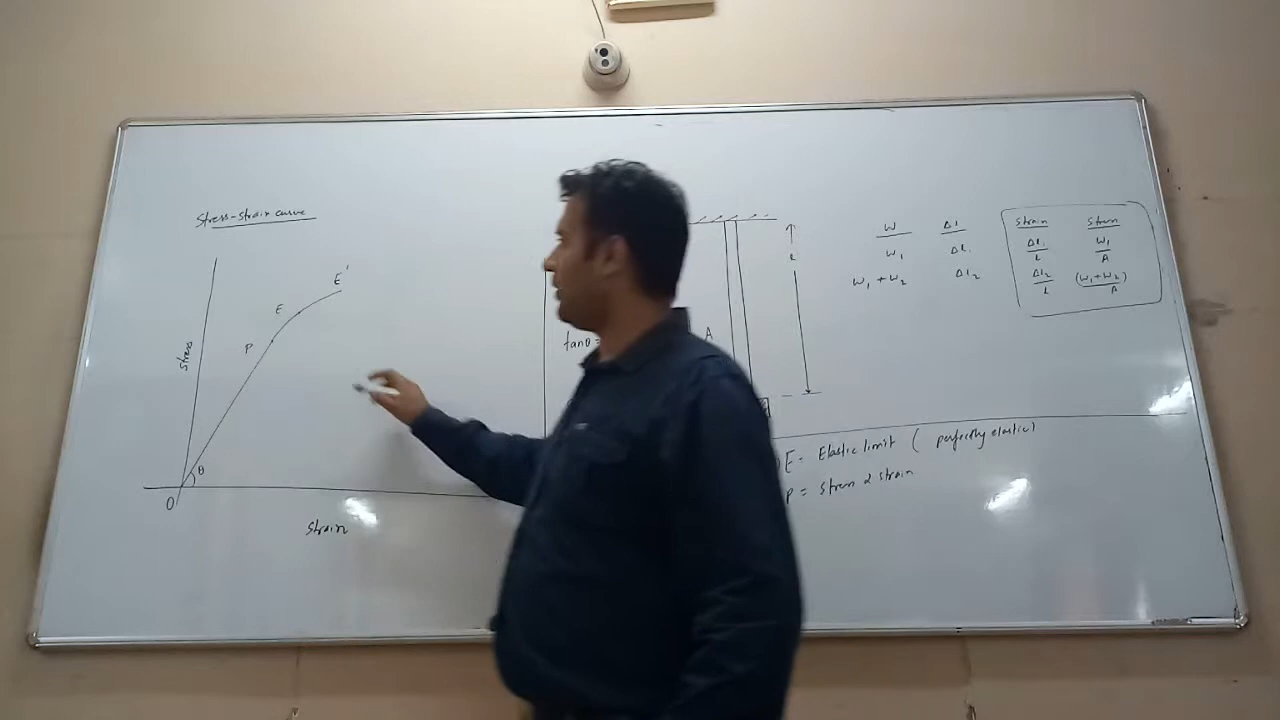 Stress-strain curve
E'
E
P
Stress
θ
O
Strain
tanθ =
A
L
W Δl
W₁ Δl₁
W₁ + W₂ Δl₂
Strain Stress
Δl₁/L W₁/A
Δl₂/L (W₁+W₂)/A
E = Elastic limit ( perfectly elastic)
P = Stress α strain